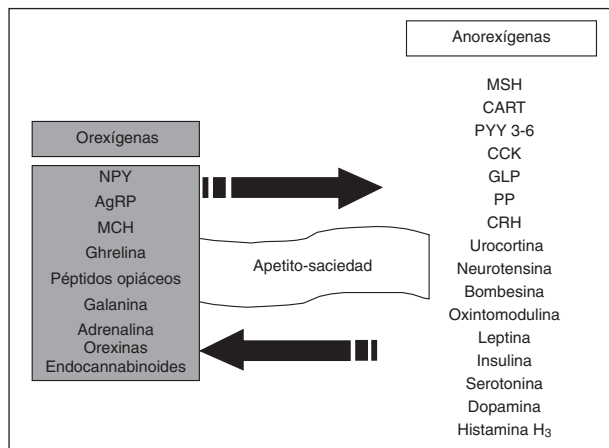 Anorexígenas
MSH
CART
PYY 3-6
CCK
GLP
PP
CRH
Urocortina
Neurotensina
Bombesina
Oxintomodulina
Leptina
Insulina
Serotonina
Dopamina
Histamina H₃
Orexígenas
NPY
AgRP
MCH
Ghrelina
Péptidos opiáceos
Galanina
Adrenalina
Orexinas
Endocannabinoides
Apetito-saciedad